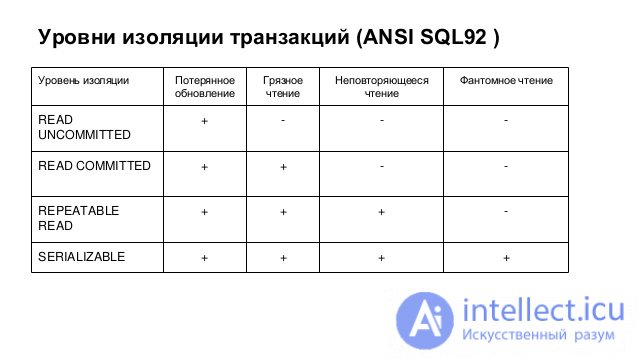 Уровни изоляции транзакций (ANSI SQL92 )
Уровень изоляции Потерянное обновление Грязное чтение Неповторяющееся чтение Фантомное чтение
READ UNCOMMITTED + - - -
READ COMMITTED + + - -
REPEATABLE READ + + + -
SERIALIZABLE + + + +
Ai intellect.icu
Искусственный разум